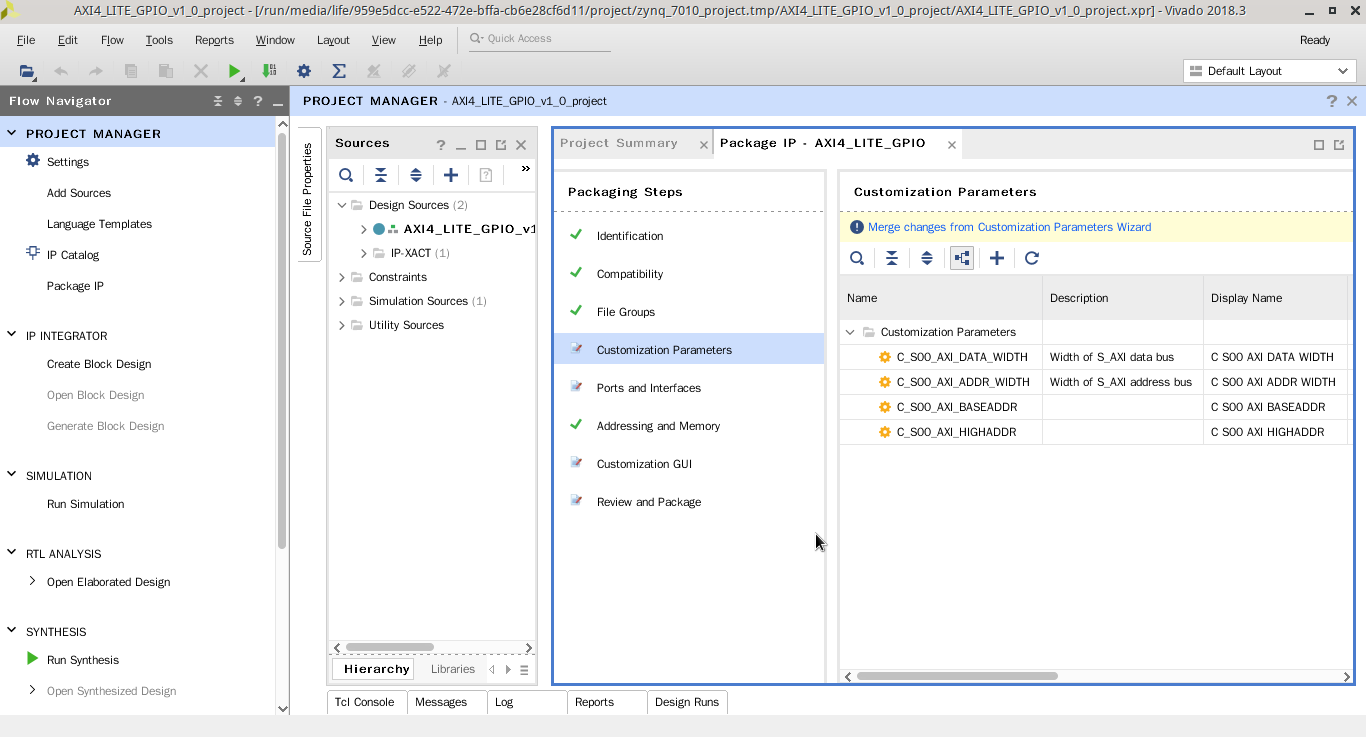 AXI4_LITE_GPIO_v1_0_project - [/run/media/life/959e5dcc-e522-472e-bffa-cb6e28cf6d11/project/zynq_7010_project.tmp/AXI4_LITE_GPIO_v1_0_project/AXI4_LITE_GPIO_v1_0_project.xpr] - Vivado 2018.3
File Edit Flow Tools Reports Window Layout View Help Quick Access Ready
Default Layout
Flow Navigator
PROJECT MANAGER
Settings
Add Sources
Language Templates
IP Catalog
Package IP
IP INTEGRATOR
Create Block Design
Open Block Design
Generate Block Design
SIMULATION
Run Simulation
RTL ANALYSIS
Open Elaborated Design
SYNTHESIS
Run Synthesis
Open Synthesized Design
PROJECT MANAGER - AXI4_LITE_GPIO_v1_0_project
Source File Properties
Sources
Design Sources (2)
AXI4_LITE_GPIO_v1
IP-XACT (1)
Constraints
Simulation Sources (1)
Utility Sources
Hierarchy Libraries
Project Summary Package IP - AXI4_LITE_GPIO
Packaging Steps
Identification
Compatibility
File Groups
Customization Parameters
Ports and Interfaces
Addressing and Memory
Customization GUI
Review and Package
Customization Parameters
Merge changes from Customization Parameters Wizard
Name Description Display Name
Customization Parameters
C_S00_AXI_DATA_WIDTH Width of S_AXI data bus C S00 AXI DATA WIDTH
C_S00_AXI_ADDR_WIDTH Width of S_AXI address bus C S00 AXI ADDR WIDTH
C_S00_AXI_BASEADDR C S00 AXI BASEADDR
C_S00_AXI_HIGHADDR C S00 AXI HIGHADDR
Tcl Console Messages Log Reports Design Runs